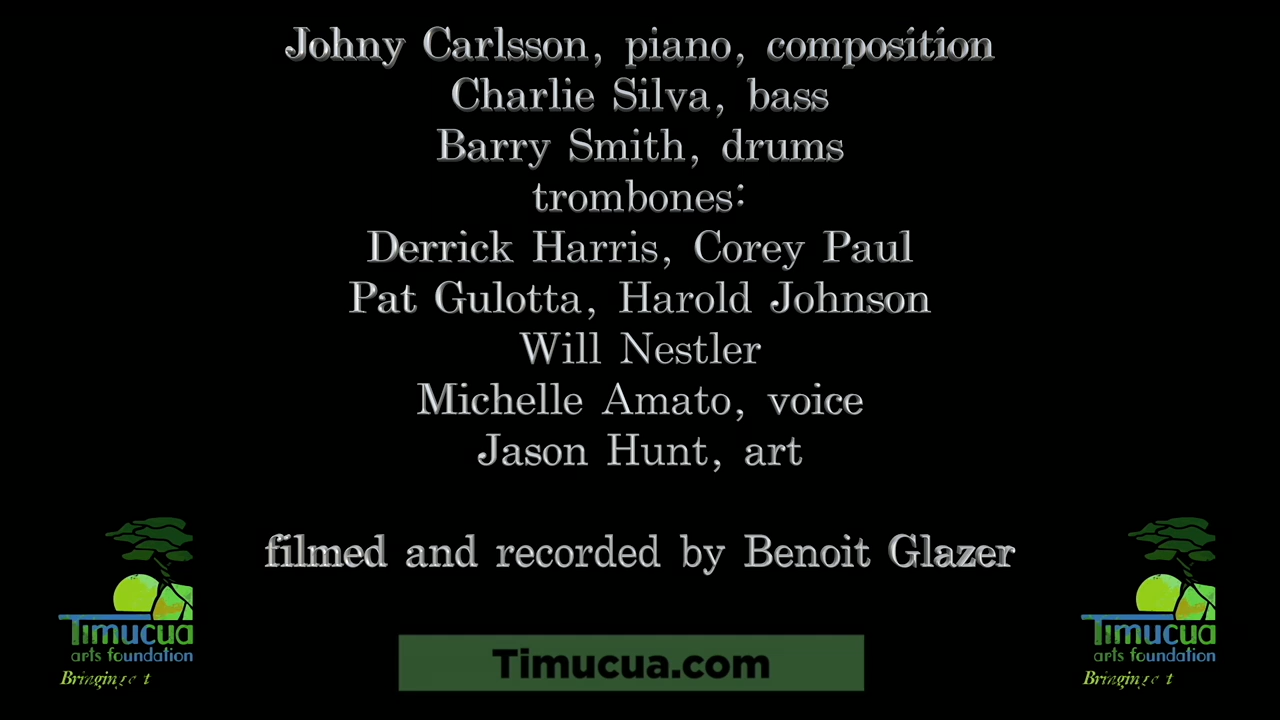 Johny Carlsson, piano, composition
Charlie Silva, bass
Barry Smith, drums
trombones:
Derrick Harris, Corey Paul
Pat Gulotta, Harold Johnson
Will Nestler
Michelle Amato, voice
Jason Hunt, art
filmed and recorded by Benoit Glazer
Timucua
arts foundation
Bringing
Timucua
arts foundation
Bringing
Timucua.com